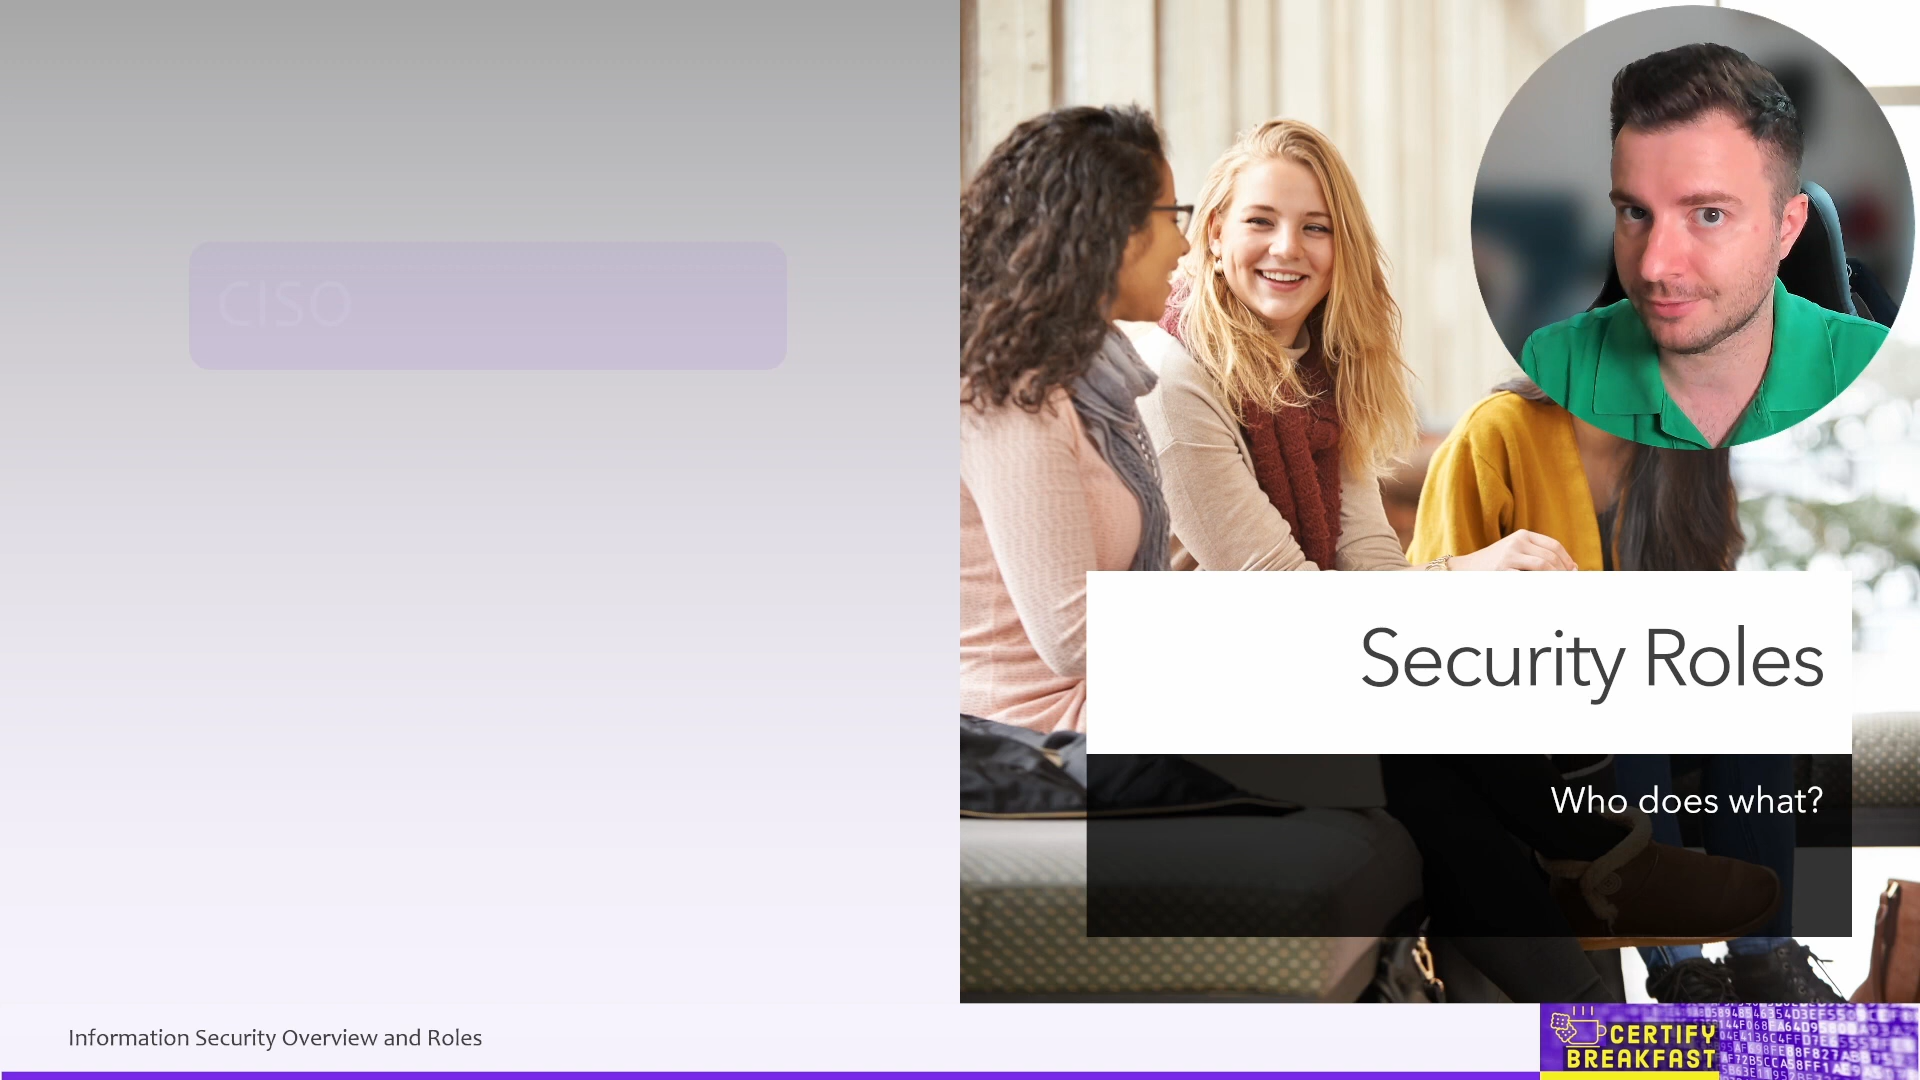 CISO
Security Roles
Who does what?
Information Security Overview and Roles
CERTIFY
BREAKFAST